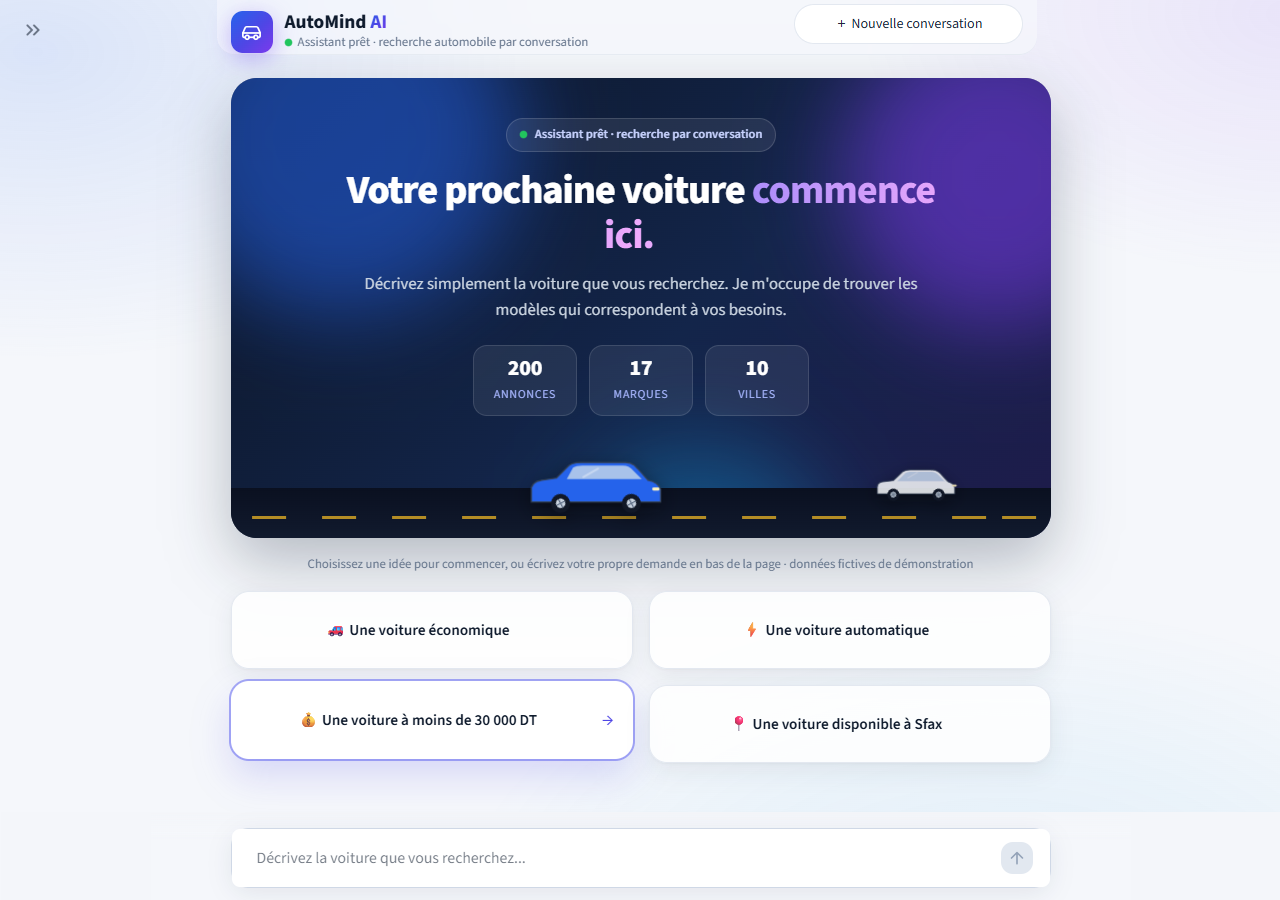 AutoMind AI
Assistant prêt · recherche automobile par conversation
+ Nouvelle conversation
Assistant prêt · recherche par conversation
Votre prochaine voiture commence
ici.
Décrivez simplement la voiture que vous recherchez. Je m'occupe de trouver les
modèles qui correspondent à vos besoins.
200
ANNONCES
17
MARQUES
10
VILLES
Choisissez une idée pour commencer, ou écrivez votre propre demande en bas de la page · données fictives de démonstration
Une voiture économique
Une voiture automatique
Une voiture à moins de 30 000 DT →
Une voiture disponible à Sfax
Décrivez la voiture que vous recherchez...